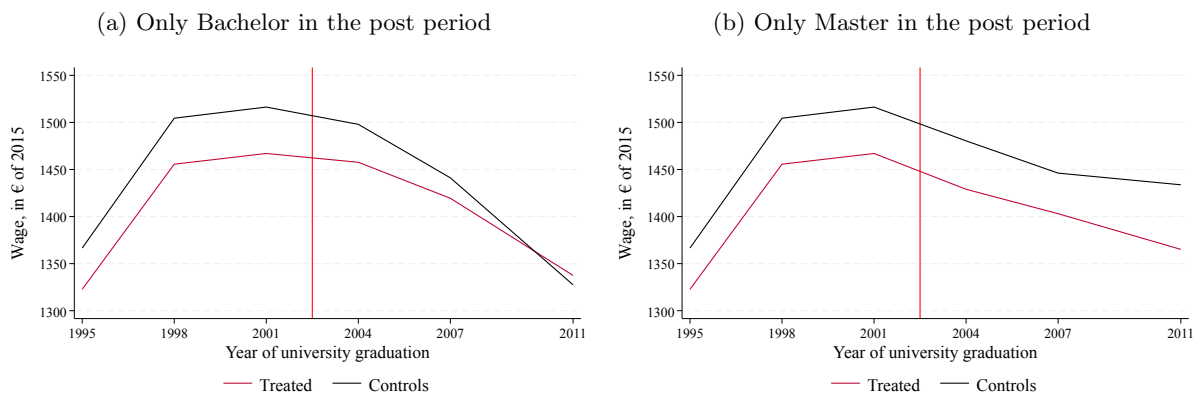 (a) Only Bachelor in the post period
Wage, in € of 2015
1550
1500
1450
1400
1350
1300
1995 1998 2001 2004 2007 2011
Year of university graduation
Treated Controls
(b) Only Master in the post period
Wage, in € of 2015
1550
1500
1450
1400
1350
1300
1995 1998 2001 2004 2007 2011
Year of university graduation
Treated Controls